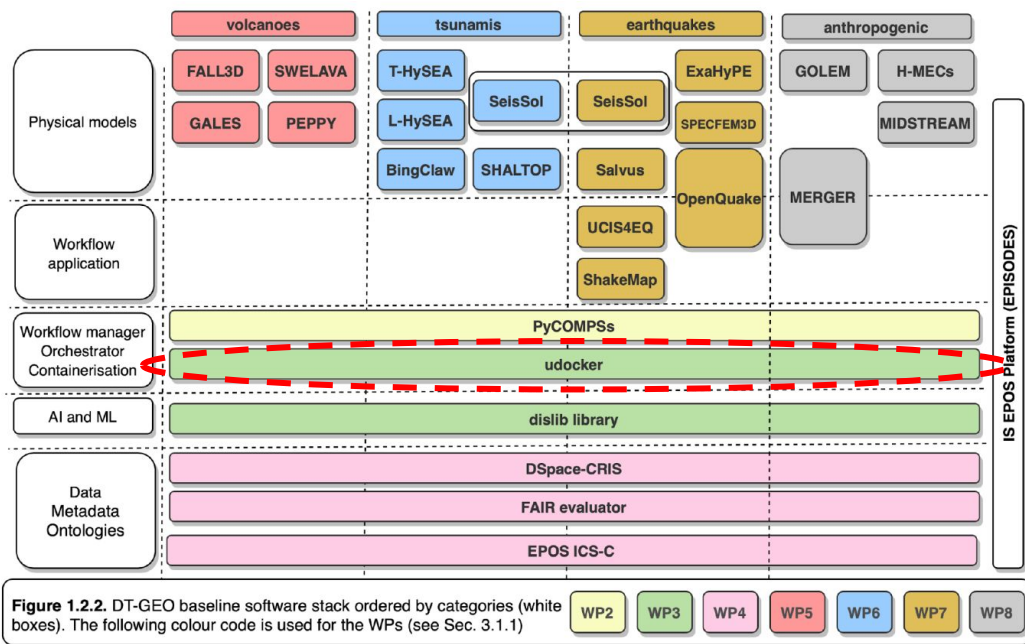 volcanoes
tsunamis
earthquakes
anthropogenic
Physical models
FALL3D
SWELAVA
GALES
PEPPY
T-HySEA
SeisSol
L-HySEA
BingClaw
SHALTOP
SeisSol
ExaHyPE
SPECFEM3D
Salvus
OpenQuake
GOLEM
H-MECs
MIDSTREAM
MERGER
Workflow
application
UCIS4EQ
ShakeMap
Workflow manager
Orchestrator
Containerisation
PyCOMPSs
udocker
AI and ML
dislib library
Data
Metadata
Ontologies
DSpace-CRIS
FAIR evaluator
EPOS ICS-C
IS EPOS Platform (EPISODES)
Figure 1.2.2. DT-GEO baseline software stack ordered by categories (white
boxes). The following colour code is used for the WPs (see Sec. 3.1.1)
WP2
WP3
WP4
WP5
WP6
WP7
WP8